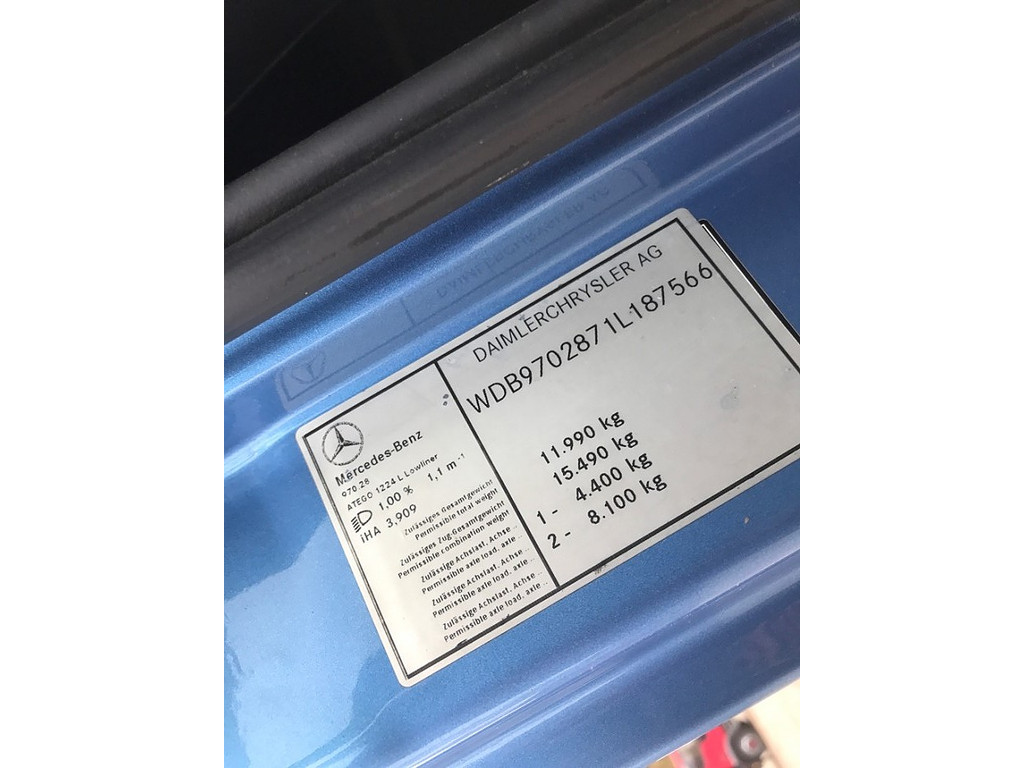 DAIMLERCHRYSLER AG
WDB9702871L187566
11.990 kg
15.490 kg
1- 4.400 kg
2- 8.100 kg
Mercedes-Benz
970.28
ATEGO 1224 L Lowliner
1,00 % 1,1 m⁻¹
iHA 3,909
Zulässiges Gesamtgewicht
Permissible total weight
Zulässiges Zug.Gesamtgewicht
Permissible combination weight
Zulässige Achslast. Achse ..
Permissible axle load. axle ..
Zulässige Achslast. Achse ..
Permissible axle load. axle ..
Zulässige Achslast. Achse ..
Permissible axle load. axle ..